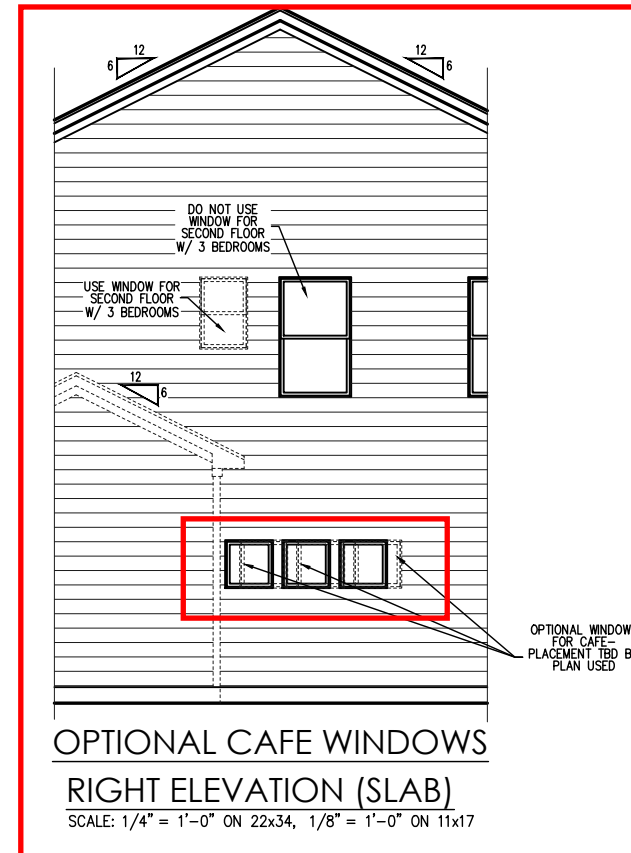 12
6
12
6
DO NOT USE
WINDOW FOR
SECOND FLOOR
W/ 3 BEDROOMS
USE WINDOW FOR
SECOND FLOOR
W/ 3 BEDROOMS
12
6
OPTIONAL WINDOW
FOR CAFE-
PLACEMENT TBD B
PLAN USED
OPTIONAL CAFE WINDOWS
RIGHT ELEVATION (SLAB)
SCALE: 1/4" = 1'-0" ON 22x34, 1/8" = 1'-0" ON 11x17